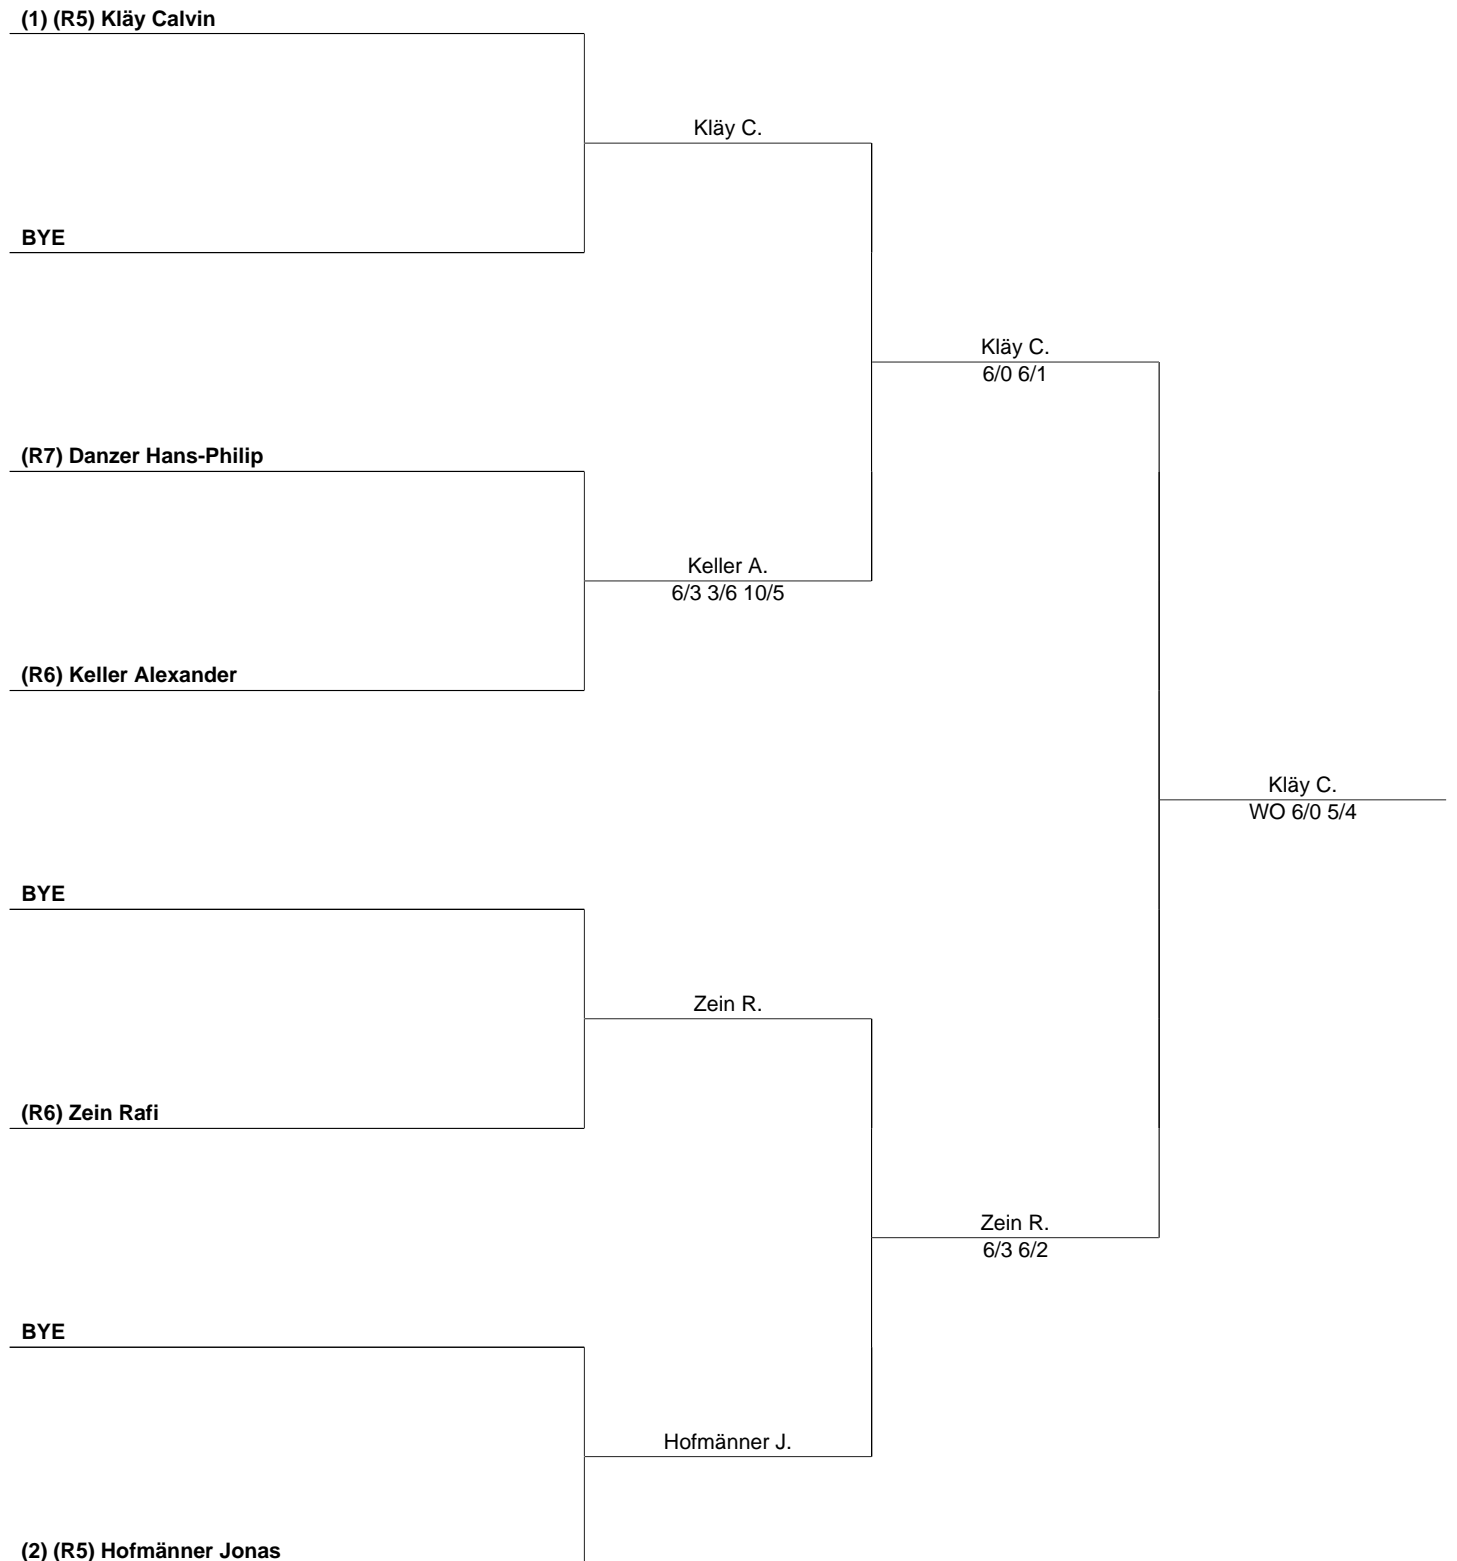 (1) (R5) Kläy Calvin
Kläy C.
BYE
Kläy C.
6/0 6/1
(R7) Danzer Hans-Philip
Keller A.
6/3 3/6 10/5
(R6) Keller Alexander
Kläy C.
WO 6/0 5/4
BYE
Zein R.
(R6) Zein Rafi
Zein R.
6/3 6/2
BYE
Hofmänner J.
(2) (R5) Hofmänner Jonas